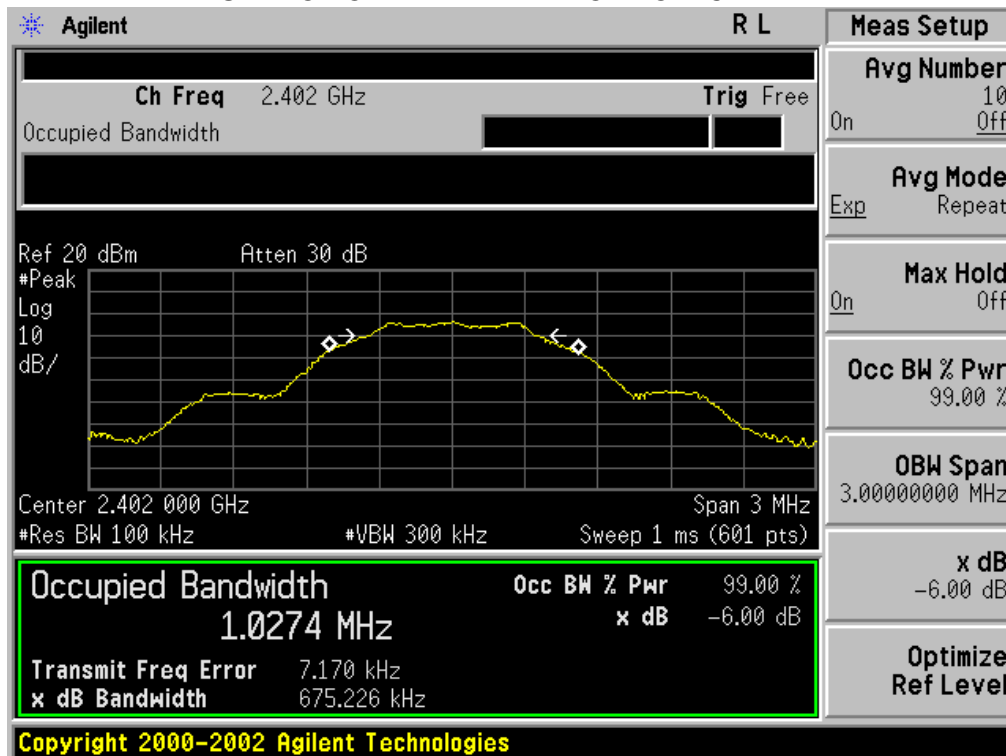 Agilent R L
Ch Freq 2.402 GHz Trig Free
Occupied Bandwidth
Ref 20 dBm Atten 30 dB
#Peak
Log
10
dB/
Center 2.402 000 GHz Span 3 MHz
#Res BW 100 kHz #VBW 300 kHz Sweep 1 ms (601 pts)
Occupied Bandwidth Occ BW % Pwr 99.00 %
1.0274 MHz x dB -6.00 dB
Transmit Freq Error 7.170 kHz
x dB Bandwidth 675.226 kHz
Copyright 2000-2002 Agilent Technologies
Meas Setup
Avg Number
10
On Off
Avg Mode
Exp Repeat
Max Hold
On Off
Occ BW % Pwr
99.00 %
OBW Span
3.00000000 MHz
x dB
-6.00 dB
Optimize
Ref Level